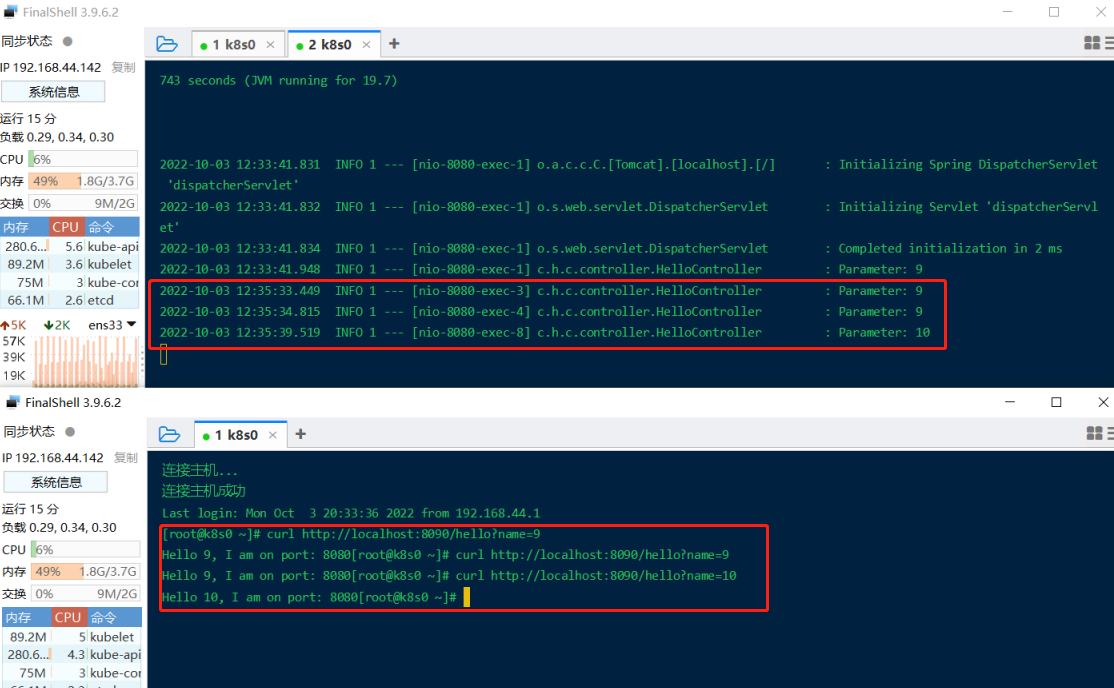 FinalShell 3.9.6.2
同步状态
1 k8s0
2 k8s0
IP 192.168.44.142 复制
系统信息
运行 15 分
负载 0.29, 0.34, 0.30
CPU 6%
内存 49% 1.8G/3.7G
交换 0% 9M/2G
内存 CPU 命令
280.6... 5.6 kube-api
89.2M 3.6 kubelet
75M 3 kube-cor
66.1M 2.6 etcd
5K 2K ens33
57K
39K
19K
743 seconds (JVM running for 19.7)
2022-10-03 12:33:41.831 INFO 1 --- [nio-8080-exec-1] o.a.c.c.C.[Tomcat].[localhost].[/] : Initializing Spring DispatcherServlet
'dispatcherServlet'
2022-10-03 12:33:41.832 INFO 1 --- [nio-8080-exec-1] o.s.web.servlet.DispatcherServlet : Initializing Servlet 'dispatcherServl
et'
2022-10-03 12:33:41.834 INFO 1 --- [nio-8080-exec-1] o.s.web.servlet.DispatcherServlet : Completed initialization in 2 ms
2022-10-03 12:33:41.948 INFO 1 --- [nio-8080-exec-1] c.h.c.controller.HelloController : Parameter: 9
2022-10-03 12:35:33.449 INFO 1 --- [nio-8080-exec-3] c.h.c.controller.HelloController : Parameter: 9
2022-10-03 12:35:34.815 INFO 1 --- [nio-8080-exec-4] c.h.c.controller.HelloController : Parameter: 9
2022-10-03 12:35:39.519 INFO 1 --- [nio-8080-exec-8] c.h.c.controller.HelloController : Parameter: 10
FinalShell 3.9.6.2
同步状态
1 k8s0
IP 192.168.44.142 复制
系统信息
运行 15 分
负载 0.29, 0.34, 0.30
CPU 6%
内存 49% 1.8G/3.7G
交换 0% 9M/2G
内存 CPU 命令
89.2M 5 kubelet
280.6... 4.3 kube-api
75M 3 kube-cor
连接主机...
连接主机成功
Last login: Mon Oct  3 20:33:36 2022 from 192.168.44.1
[root@k8s0 ~]# curl http://localhost:8090/hello?name=9
Hello 9, I am on port: 8080[root@k8s0 ~]# curl http://localhost:8090/hello?name=9
Hello 9, I am on port: 8080[root@k8s0 ~]# curl http://localhost:8090/hello?name=10
Hello 10, I am on port: 8080[root@k8s0 ~]#